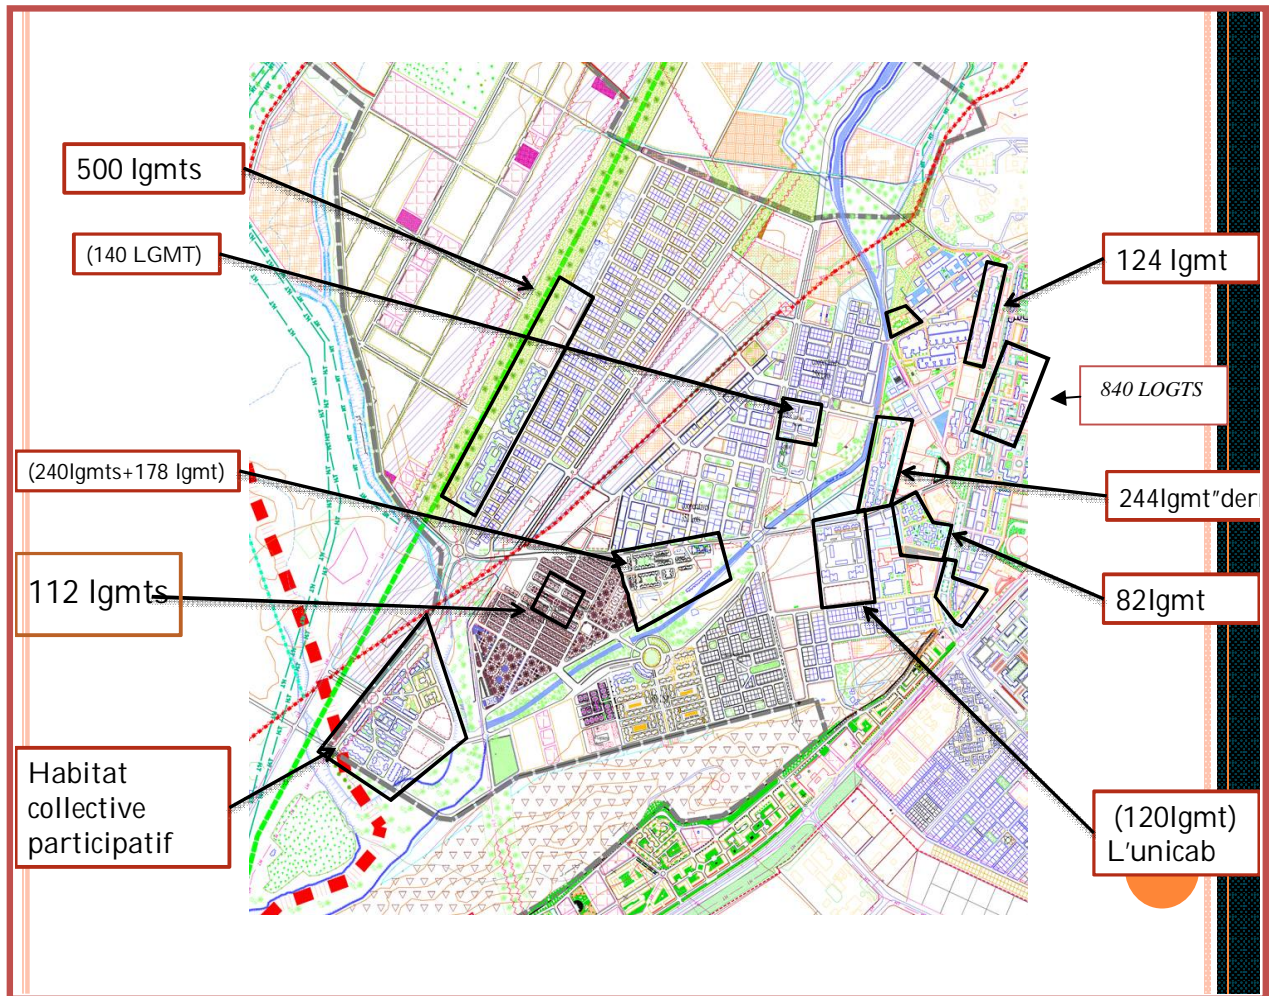 500 lgmts
(140 LGMT)
(240lgmts+178 lgmt)
112 lgmts
Habitat
collective
participatif
124 lgmt
840 LOGTS
244lgmt"der
82lgmt
(120lgmt)
L'unicab